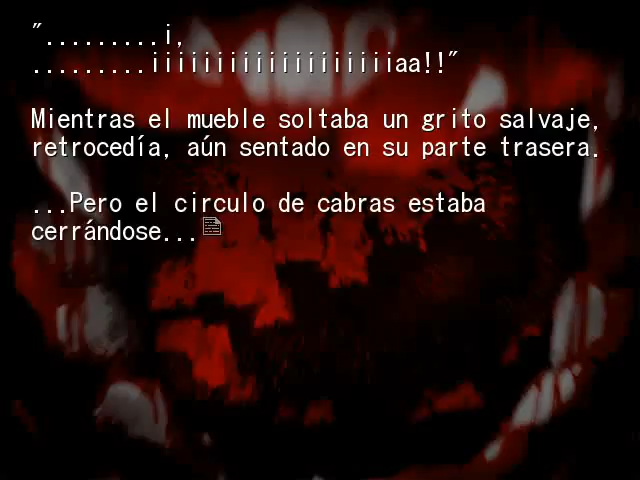 ".........i,
.........iiiiiiiiiiiiiiiiiiiaa!!"
Mientras el mueble soltaba un grito salvaje,
retrocedía, aún sentado en su parte trasera.
...Pero el circulo de cabras estaba
cerrándose...